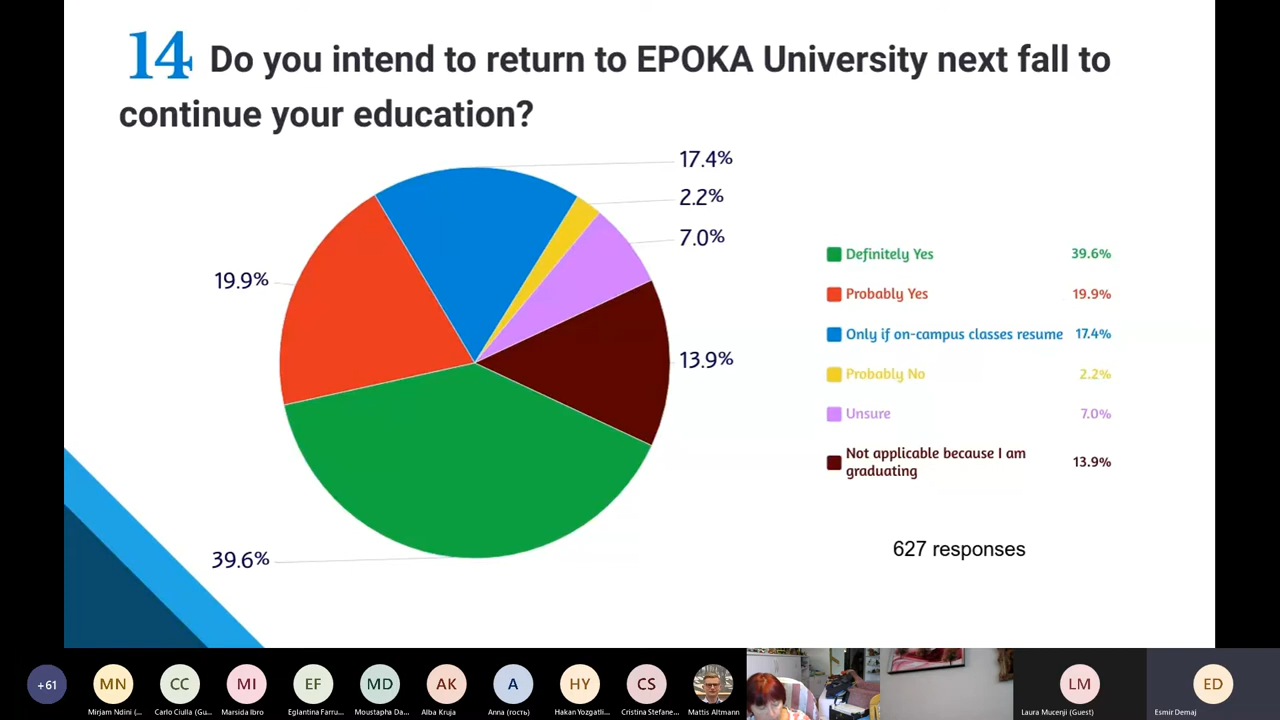 14 Do you intend to return to EPOKA University next fall to
continue your education?
17.4%
2.2%
7.0%
19.9%
13.9%
39.6%
Definitely Yes 39.6%
Probably Yes 19.9%
Only if on-campus classes resume 17.4%
Probably No 2.2%
Unsure 7.0%
Not applicable because I am
graduating 13.9%
627 responses
+61
MN
CC
MI
EF
MD
AK
A
HY
CS
LM
ED
Mirjam Ndini (...
Carlo Ciulla (Gu...
Marsida Ibro
Eglantina Farru...
Moustapha Da...
Alba Kruja
Anna (гость)
Hakan Yozgatli...
Cristina Stefane...
Mattis Altmann
Laura Mucenji (Guest)
Esmir Demaj